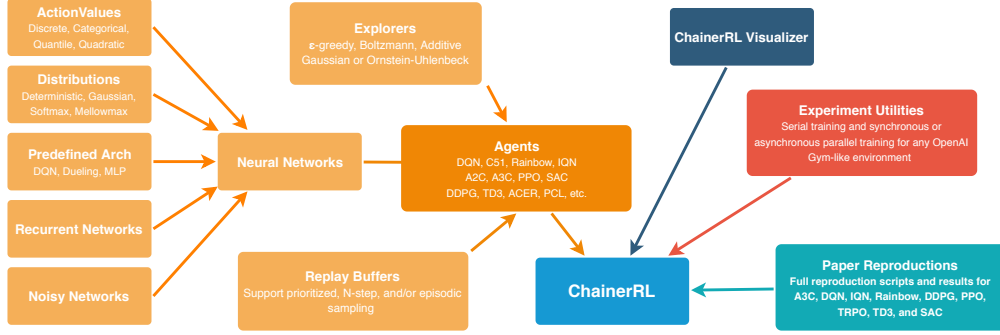 ActionValues
Discrete, Categorical,
Quantile, Quadratic
Distributions
Deterministic, Gaussian,
Softmax, Mellowmax
Predefined Arch
DQN, Dueling, MLP
Recurrent Networks
Noisy Networks
Neural Networks
Explorers
ε-greedy, Boltzmann, Additive
Gaussian or Ornstein-Uhlenbeck
Agents
DQN, C51, Rainbow, IQN
A2C, A3C, PPO, SAC
DDPG, TD3, ACER, PCL, etc.
Replay Buffers
Support prioritized, N-step, and/or episodic
sampling
ChainerRL
ChainerRL Visualizer
Experiment Utilities
Serial training and synchronous or
asynchronous parallel training for any OpenAI
Gym-like environment
Paper Reproductions
Full reproduction scripts and results for
A3C, DQN, IQN, Rainbow, DDPG, PPO,
TRPO, TD3, and SAC